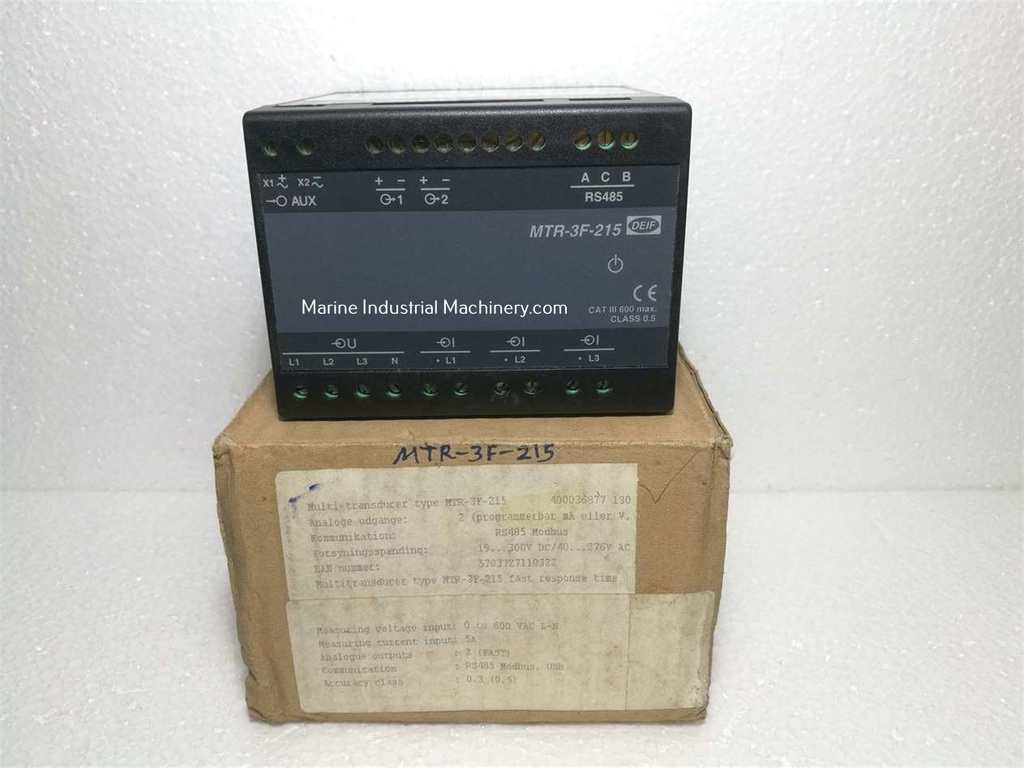 X1 + X2 −
AUX
+ − + −
1 2
A C B
RS485
MTR-3F-215 DEIF
Marine Industrial Machinery.com
CE
CAT III 600 max.
CLASS 0.5
U I I I
L1 L2 L3 N • L1 • L2 • L3
MTR-3F-215
Multi-transducer type MTR-3F-215 400036877 130
Analoge udgange: 2 (programmerbar mA eller V,
Kommunikation: RS485 Modbus
Forsyningsspanding: 19.. 300V DC/40...276V AC
EAN nummer: 5703727110322
Multitransducer type MTR-3F-215 fast response time
Measuring voltage input: 0 to 600 VAC L-N
Measuring current input: 5A
Analogue outputs : 2 (FAST)
Communication : RS485 Modbus, USB
Accuracy class : 0.3 (0.5)